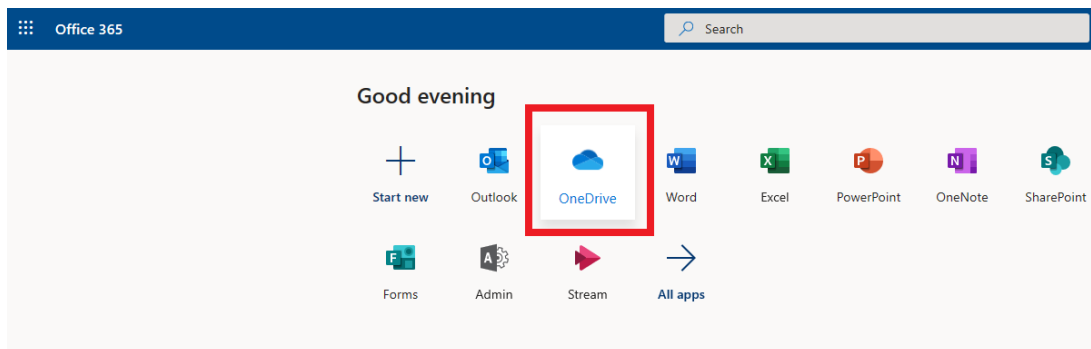 Office 365
Search
Good evening
Start new
Outlook
OneDrive
Word
Excel
PowerPoint
OneNote
SharePoint
Forms
Admin
Stream
All apps